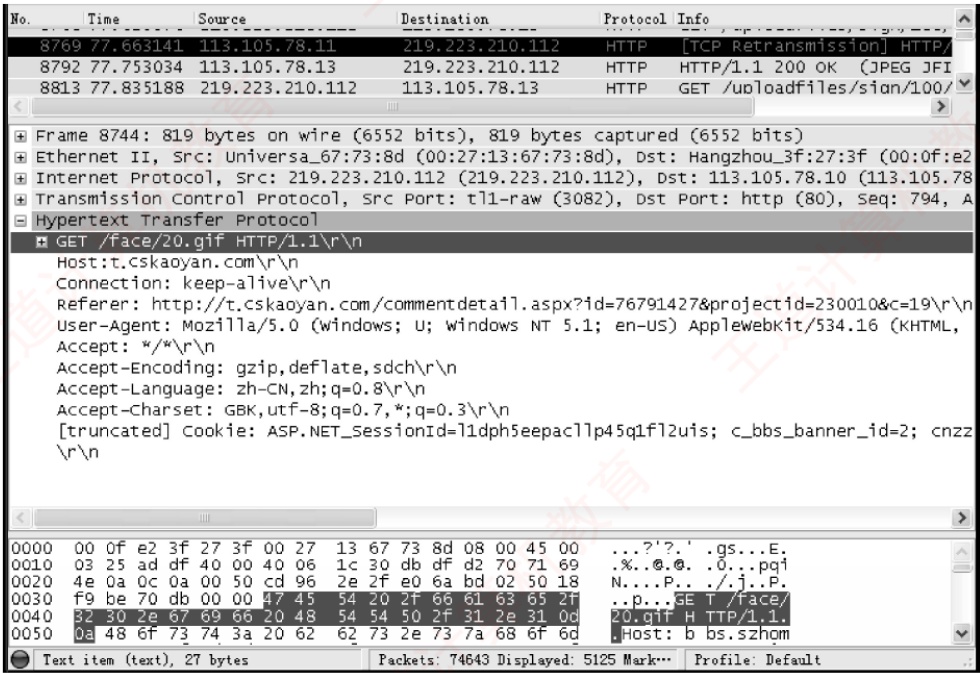 No. Time Source Destination Protocol Info
8769 77.663141 113.105.78.11 219.223.210.112 HTTP [TCP Retransmission] HTTP/
8792 77.753034 113.105.78.13 219.223.210.112 HTTP HTTP/1.1 200 OK (JPEG JFI
8813 77.835188 219.223.210.112 113.105.78.13 HTTP GET /uploadfiles/sign/100/
Frame 8744: 819 bytes on wire (6552 bits), 819 bytes captured (6552 bits)
Ethernet II, Src: Universa_67:73:8d (00:27:13:67:73:8d), Dst: Hangzhou_3f:27:3f (00:0f:e2
Internet Protocol, Src: 219.223.210.112 (219.223.210.112), Dst: 113.105.78.10 (113.105.78
Transmission Control Protocol, Src Port: tl1-raw (3082), Dst Port: http (80), Seq: 794, A
Hypertext Transfer Protocol
GET /face/20.gif HTTP/1.1\r\n
Host:t.cskaoyan.com\r\n
Connection: keep-alive\r\n
Referer: http://t.cskaoyan.com/commentdetail.aspx?id=76791427&projectid=230010&c=19\r\n
User-Agent: Mozilla/5.0 (Windows; U; Windows NT 5.1; en-US) AppleWebKit/534.16 (KHTML,
Accept: */*\r\n
Accept-Encoding: gzip,deflate,sdch\r\n
Accept-Language: zh-CN,zh;q=0.8\r\n
Accept-Charset: GBK,utf-8;q=0.7,*;q=0.3\r\n
[truncated] Cookie: ASP.NET_SessionId=l1dph5eepacllp45q1fl2uis; c_bbs_banner_id=2; cnzz
\r\n
0000 00 0f e2 3f 27 3f 00 27 13 67 73 8d 08 00 45 00 ...?'?.' .gs...E.
0010 03 25 ad df 40 00 40 06 1c 30 db df d2 70 71 69 .%..@.@. .0...pqi
0020 4e 0a 0c 0a 00 50 cd 96 2e 2f e0 6a bd 02 50 18 N....P.. ./.j..P.
0030 f9 be 70 db 00 00 47 45 54 20 2f 66 61 63 65 2f ..p...GE T /face/
0040 32 30 2e 67 69 66 20 48 54 54 50 2f 31 2e 31 0d 20.gif H TTP/1.1.
0050 0a 48 6f 73 74 3a 20 62 62 73 2e 73 7a 68 6f 6d .Host: b bs.szhom
Text item (text), 27 bytes Packets: 74643 Displayed: 5125 Mark… Profile: Default